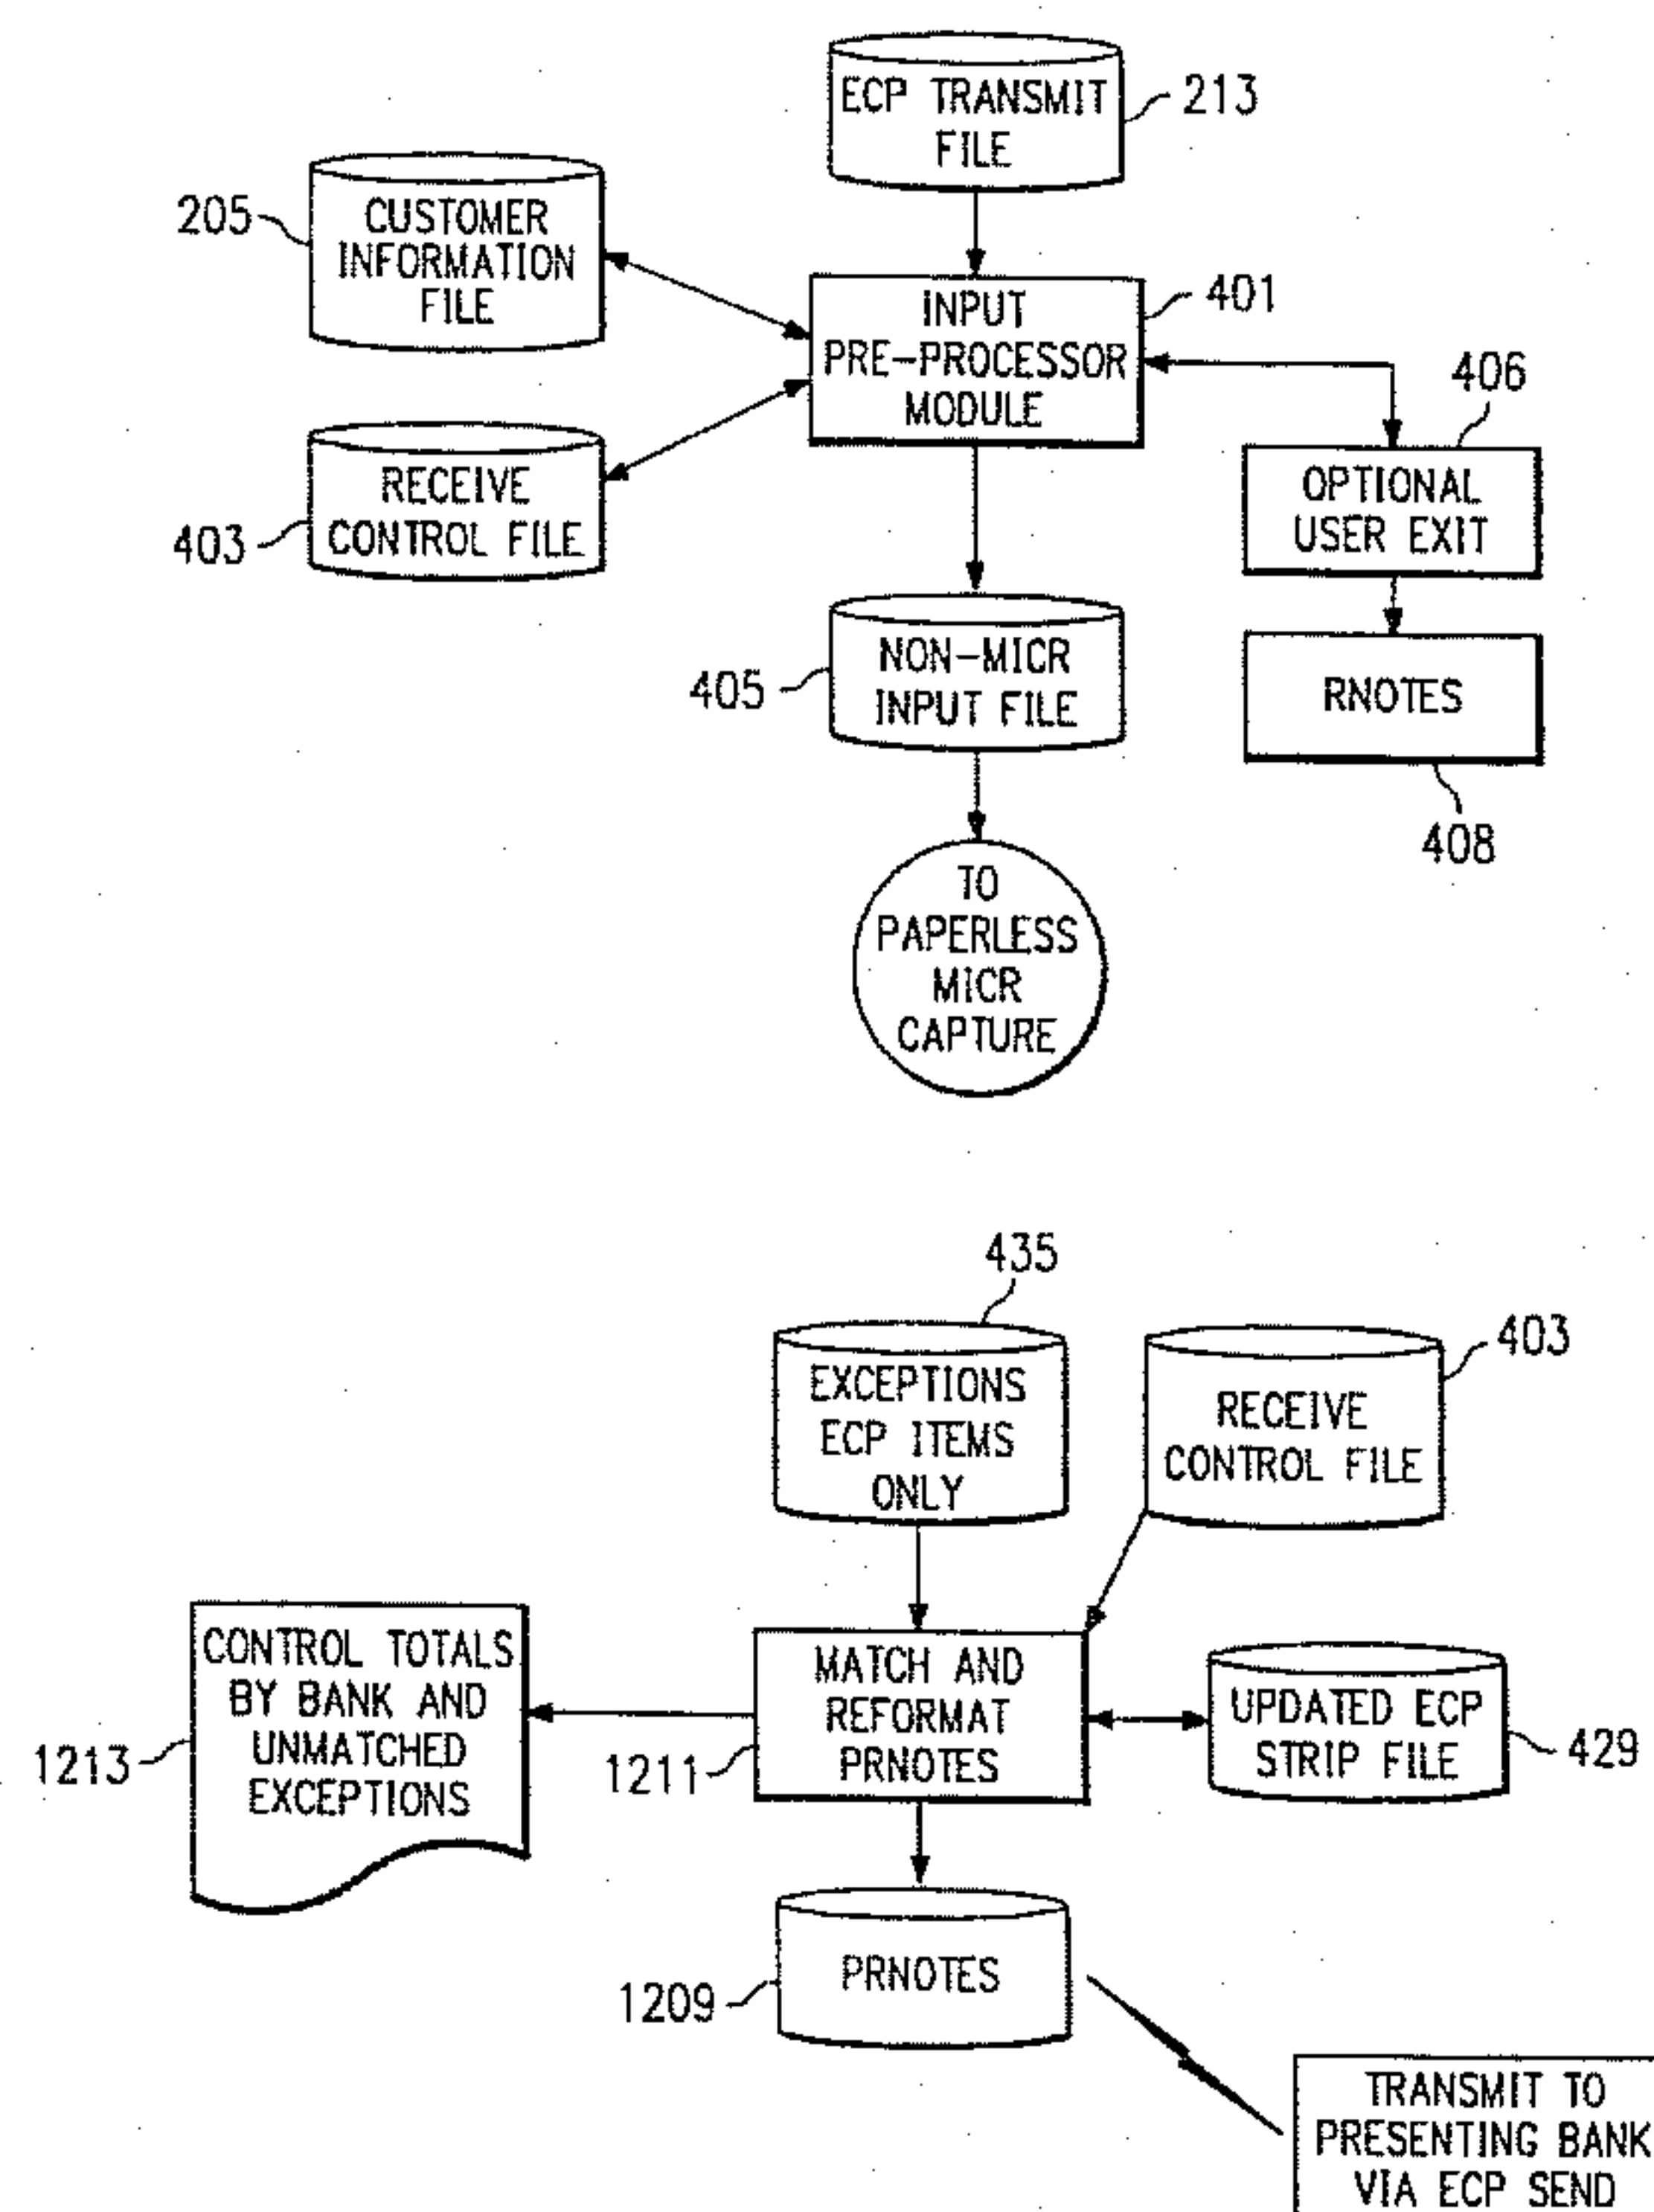 ECP TRANSMIT
FILE
213
205
CUSTOMER
INFORMATION
FILE
INPUT
PRE-PROCESSOR
MODULE
401
406
RECEIVE
CONTROL FILE
403
OPTIONAL
USER EXIT
405
NON-MICR
INPUT FILE
RNOTES
408
TO
PAPERLESS
MICR
CAPTURE
435
EXCEPTIONS
ECP ITEMS
ONLY
403
RECEIVE
CONTROL FILE
CONTROL TOTALS
BY BANK AND
UNMATCHED
EXCEPTIONS
1213
MATCH AND
REFORMAT
PRNOTES
1211
UPDATED ECP
STRIP FILE
429
PRNOTES
1209
TRANSMIT TO
PRESENTING BANK
VIA ECP SEND